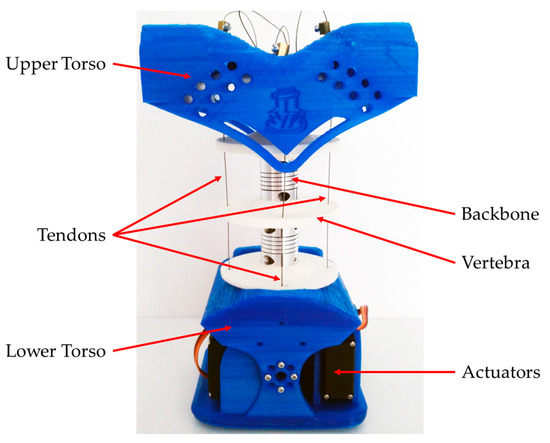 Upper Torso
Backbone
Tendons
Vertebra
Lower Torso
Actuators